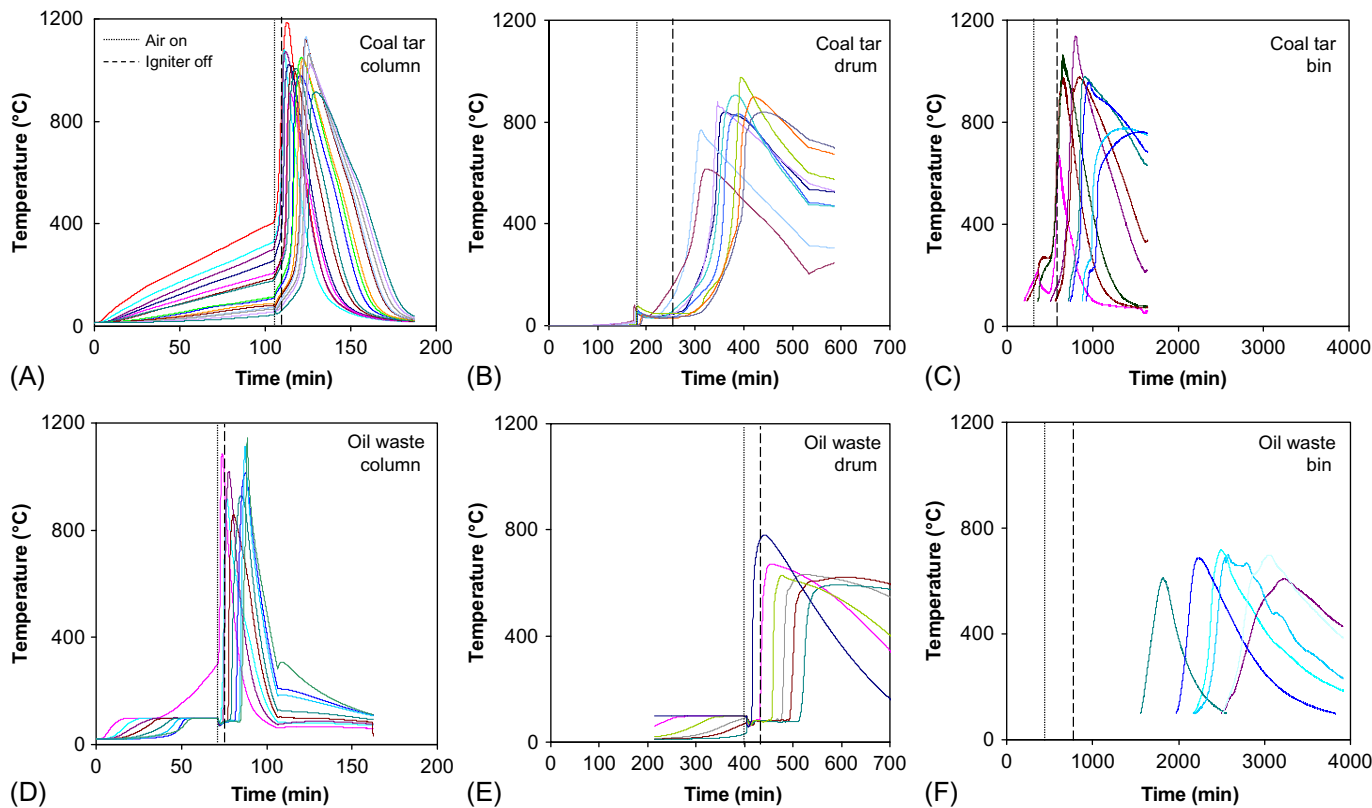 1200
Air on
Igniter off
Coal tar
column
800
400
0
Temperature (°C)
0 50 100 150 200
Time (min)
(A)
1200
Coal tar
drum
800
400
0
Temperature (°C)
0 100 200 300 400 500 600 700
Time (min)
(B)
1200
Coal tar
bin
800
400
0
Temperature (°C)
0 1000 2000 3000 4000
Time (min)
(C)
1200
Oil waste
column
800
400
0
Temperature (°C)
0 50 100 150 200
Time (min)
(D)
1200
Oil waste
drum
800
400
0
Temperature (°C)
0 100 200 300 400 500 600 700
Time (min)
(E)
1200
Oil waste
bin
800
400
0
Temperature (°C)
0 1000 2000 3000 4000
Time (min)
(F)